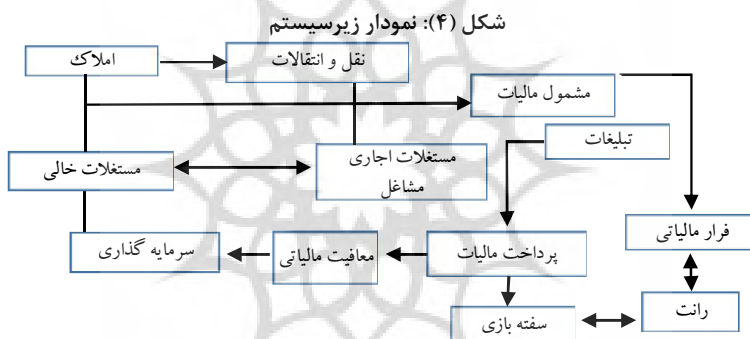 شکل (۴): نمودار زیرسیستم
املاک
نقل و انتقالات
مشمول مالیات
تبلیغات
مستغلات خالی
مستغلات اجاری
مشاغل
فرار مالیاتی
سرمایه گذاری
معافیت مالیاتی
پرداخت مالیات
رانت
سفته بازی